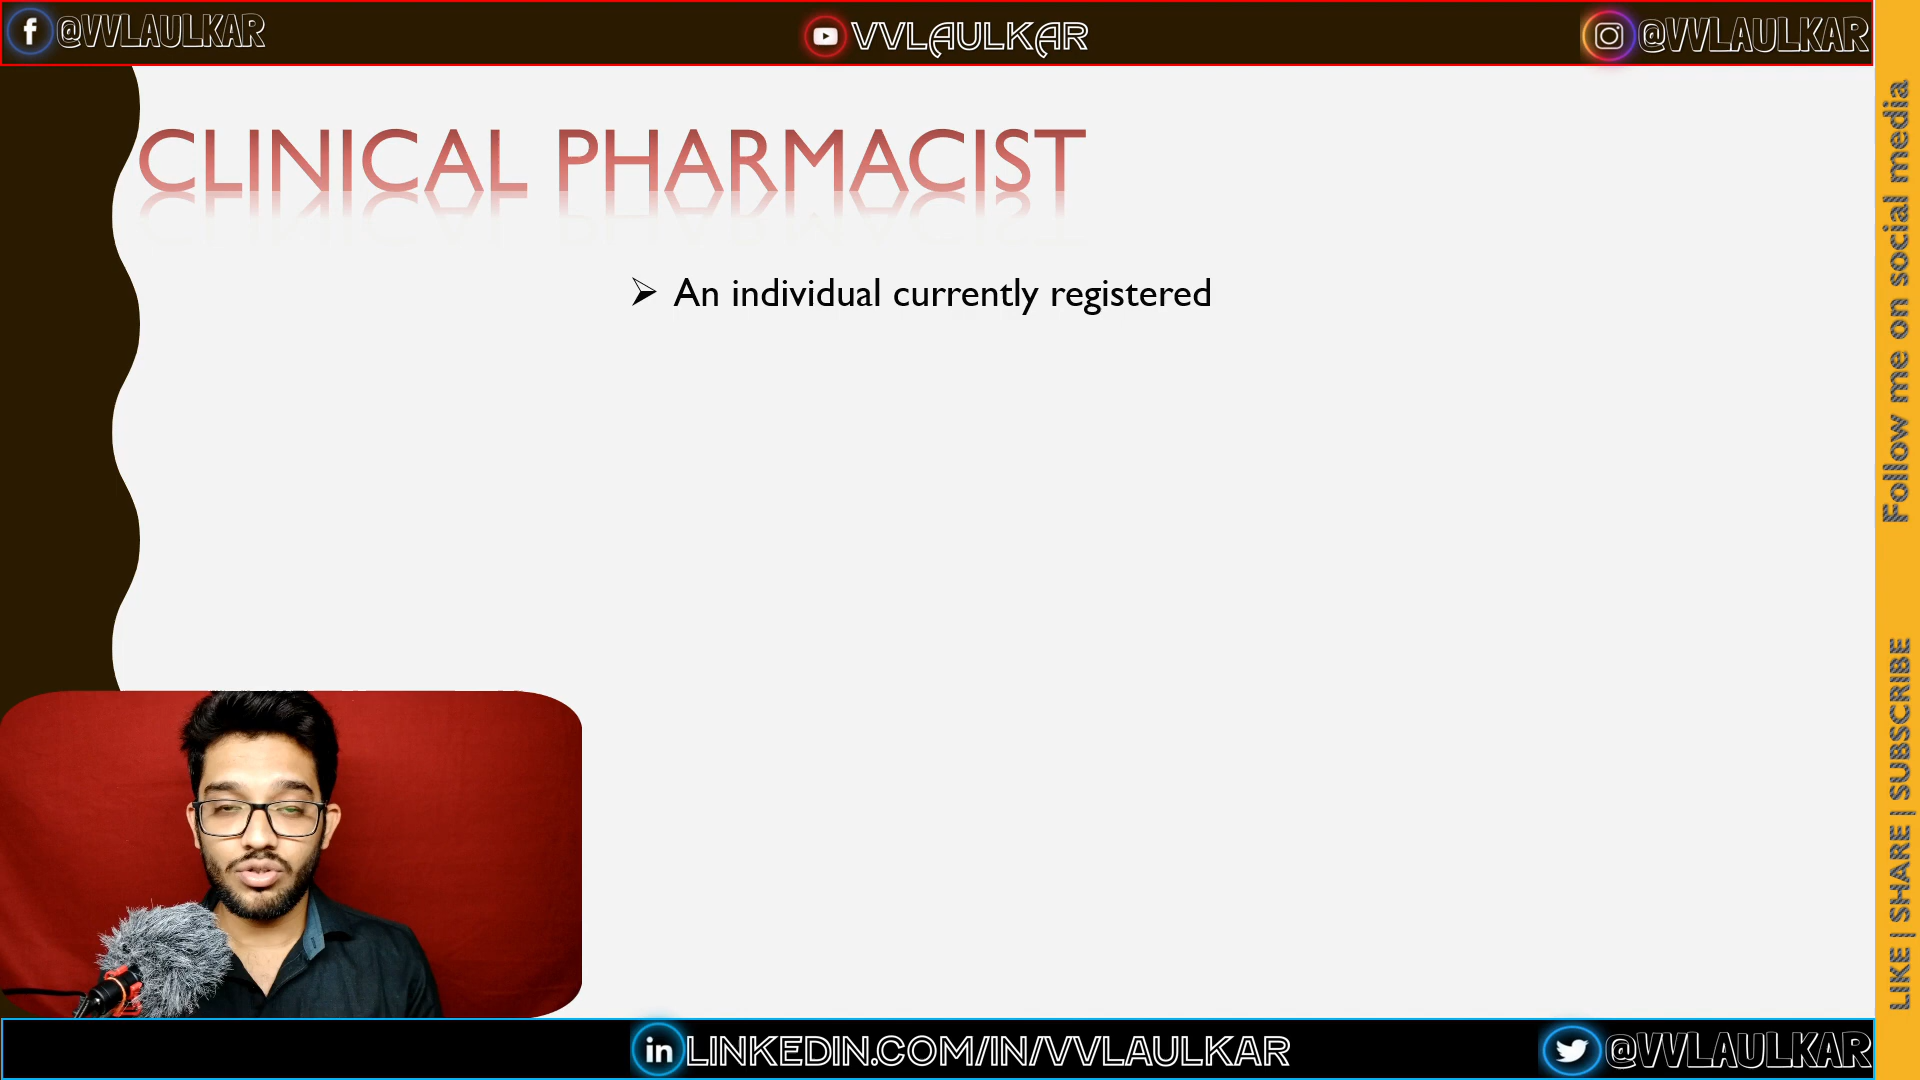 @VVLAULKAR
VVLAULKAR
@VVLAULKAR
CLINICAL PHARMACIST
An individual currently registered
Follow me on social media
LIKE | SHARE | SUBSCRIBE
LINKEDIN.COM/IN/VVLAULKAR
@VVLAULKAR